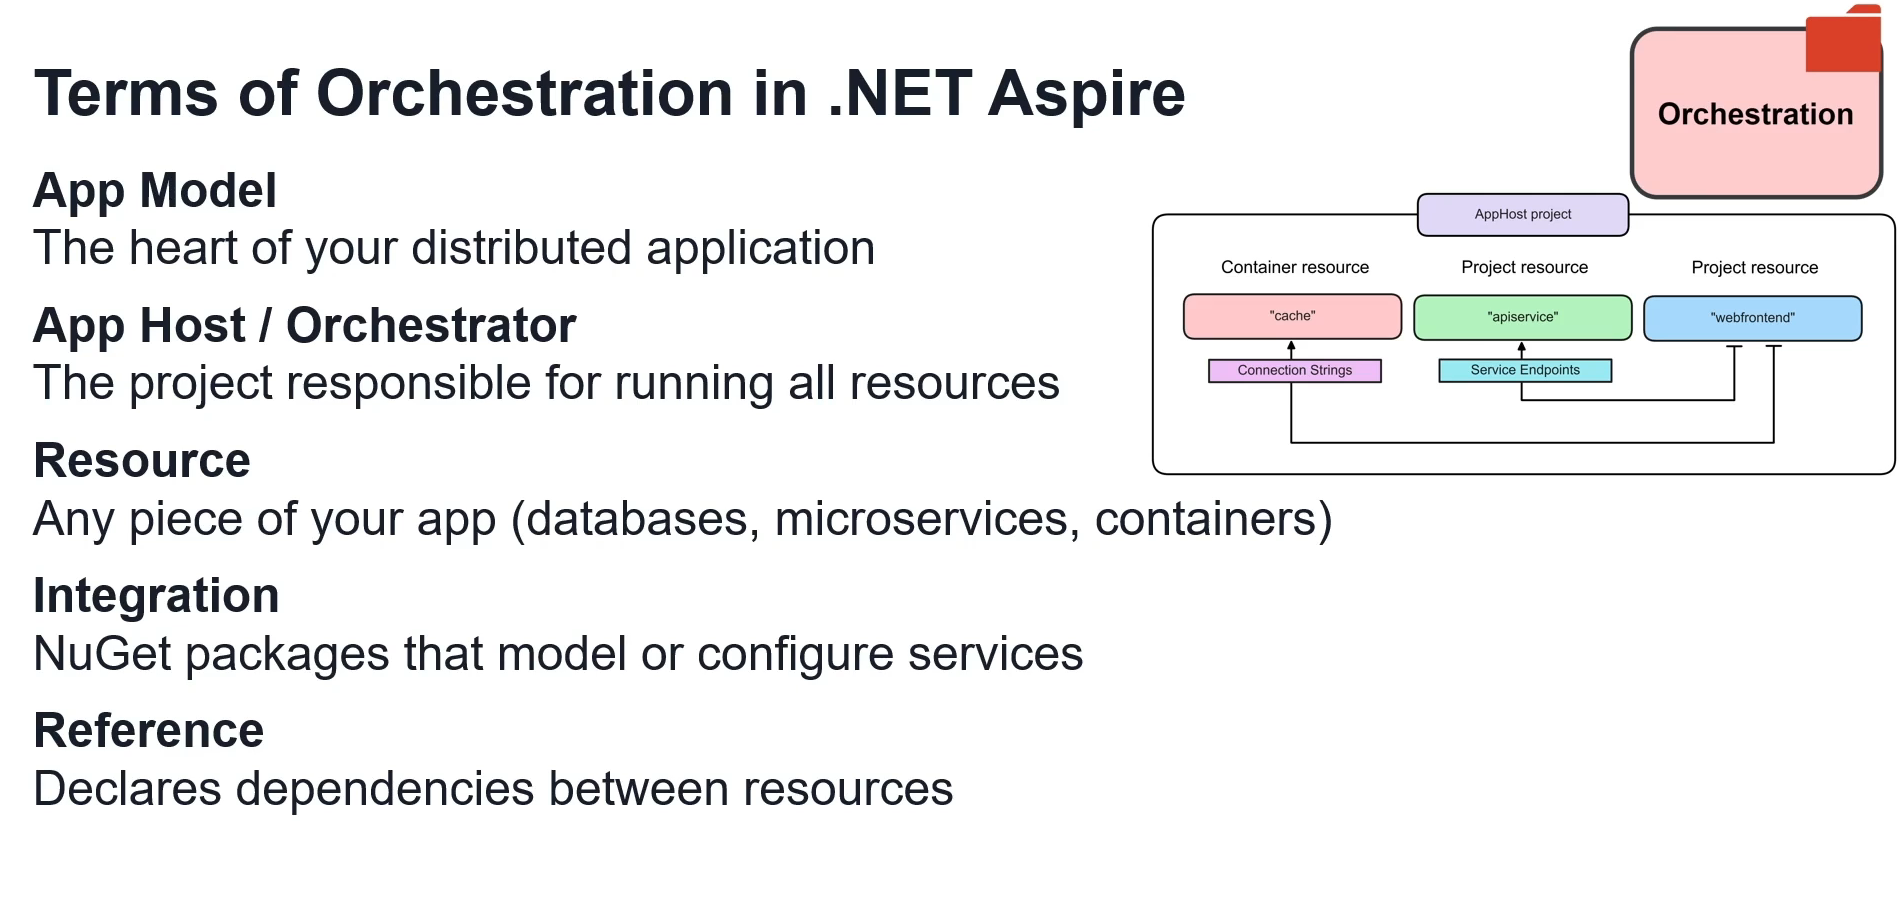 Terms of Orchestration in .NET Aspire
App Model
The heart of your distributed application
App Host / Orchestrator
The project responsible for running all resources
Resource
Any piece of your app (databases, microservices, containers)
Integration
NuGet packages that model or configure services
Reference
Declares dependencies between resources
Orchestration
AppHost project
Container resource
Project resource
Project resource
"cache"
"apiservice"
"webfrontend"
Connection Strings
Service Endpoints